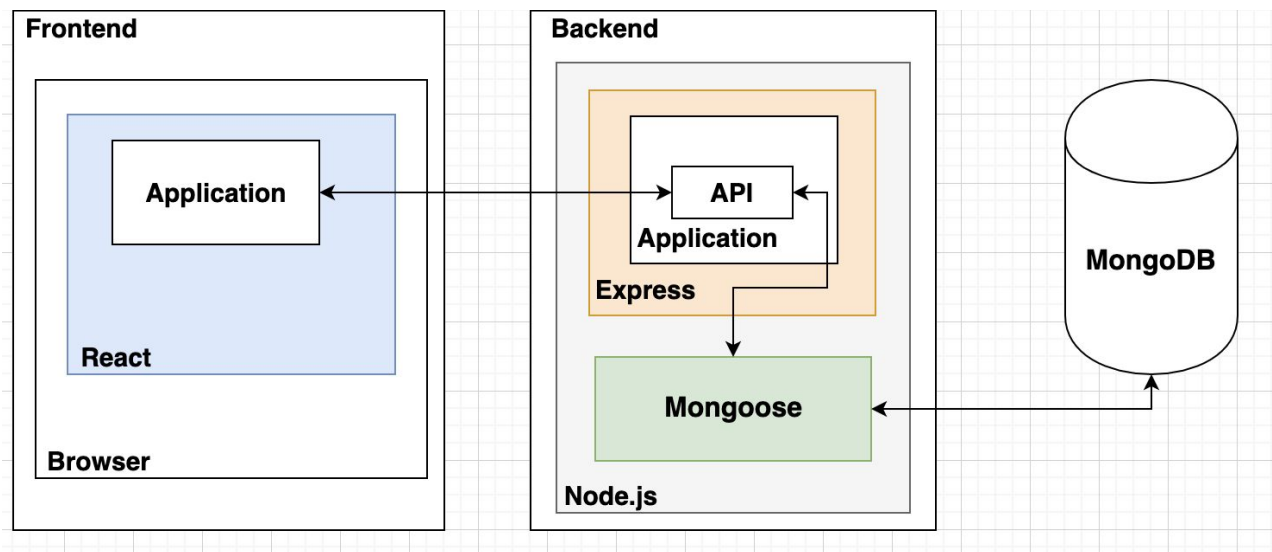 Frontend
Application
React
Browser
Backend
API
Application
Express
Mongoose
Node.js
MongoDB